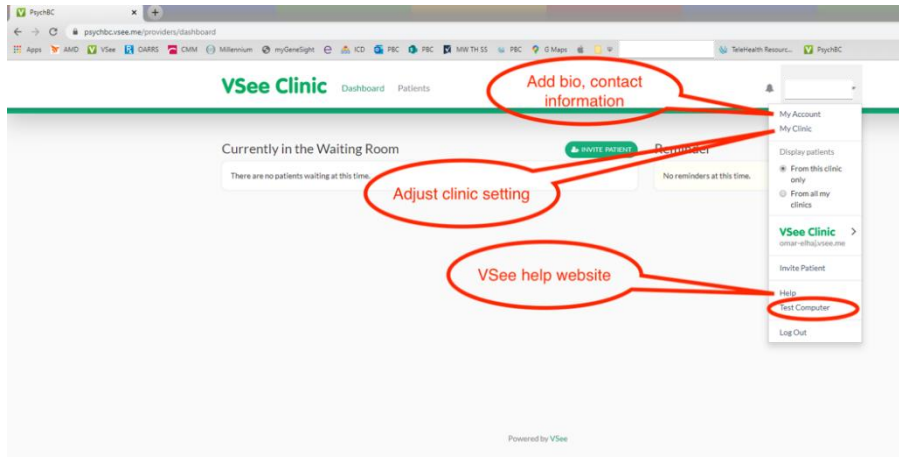 PsychBC
psychbc.vsee.me/providers/dashboard
Apps AMD VSee OARRS CMM Millennium myGeneSight ICD PBC PBC MW TH SS PBC G Maps TeleHealth Resourc... PsychBC
VSee Clinic Dashboard Patients
Add bio, contact
information
My Account
My Clinic
Currently in the Waiting Room
INVITE PATIENT
Reminder
There are no patients waiting at this time.
No reminders at this time.
Adjust clinic setting
Display patients
From this clinic
only
From all my
clinics
VSee Clinic
omar-elhaj.vsee.me
Invite Patient
VSee help website
Help
Test Computer
Log Out
Powered by VSee